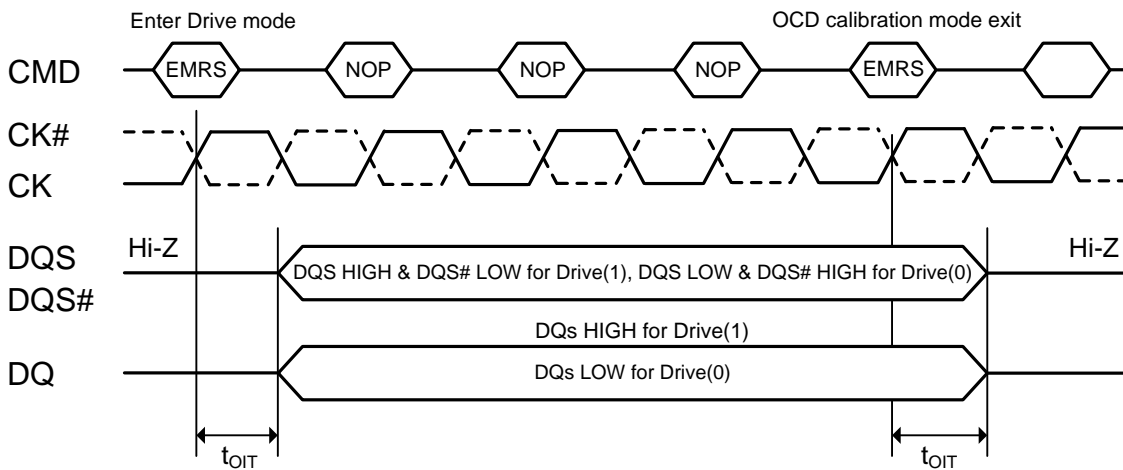 Enter Drive mode
OCD calibration mode exit
CMD
EMRS
NOP
NOP
NOP
EMRS
CK#
CK
DQS
DQS#
Hi-Z
Hi-Z
DQS HIGH & DQS# LOW for Drive(1), DQS LOW & DQS# HIGH for Drive(0)
DQs HIGH for Drive(1)
DQ
DQs LOW for Drive(0)
tOIT
tOIT